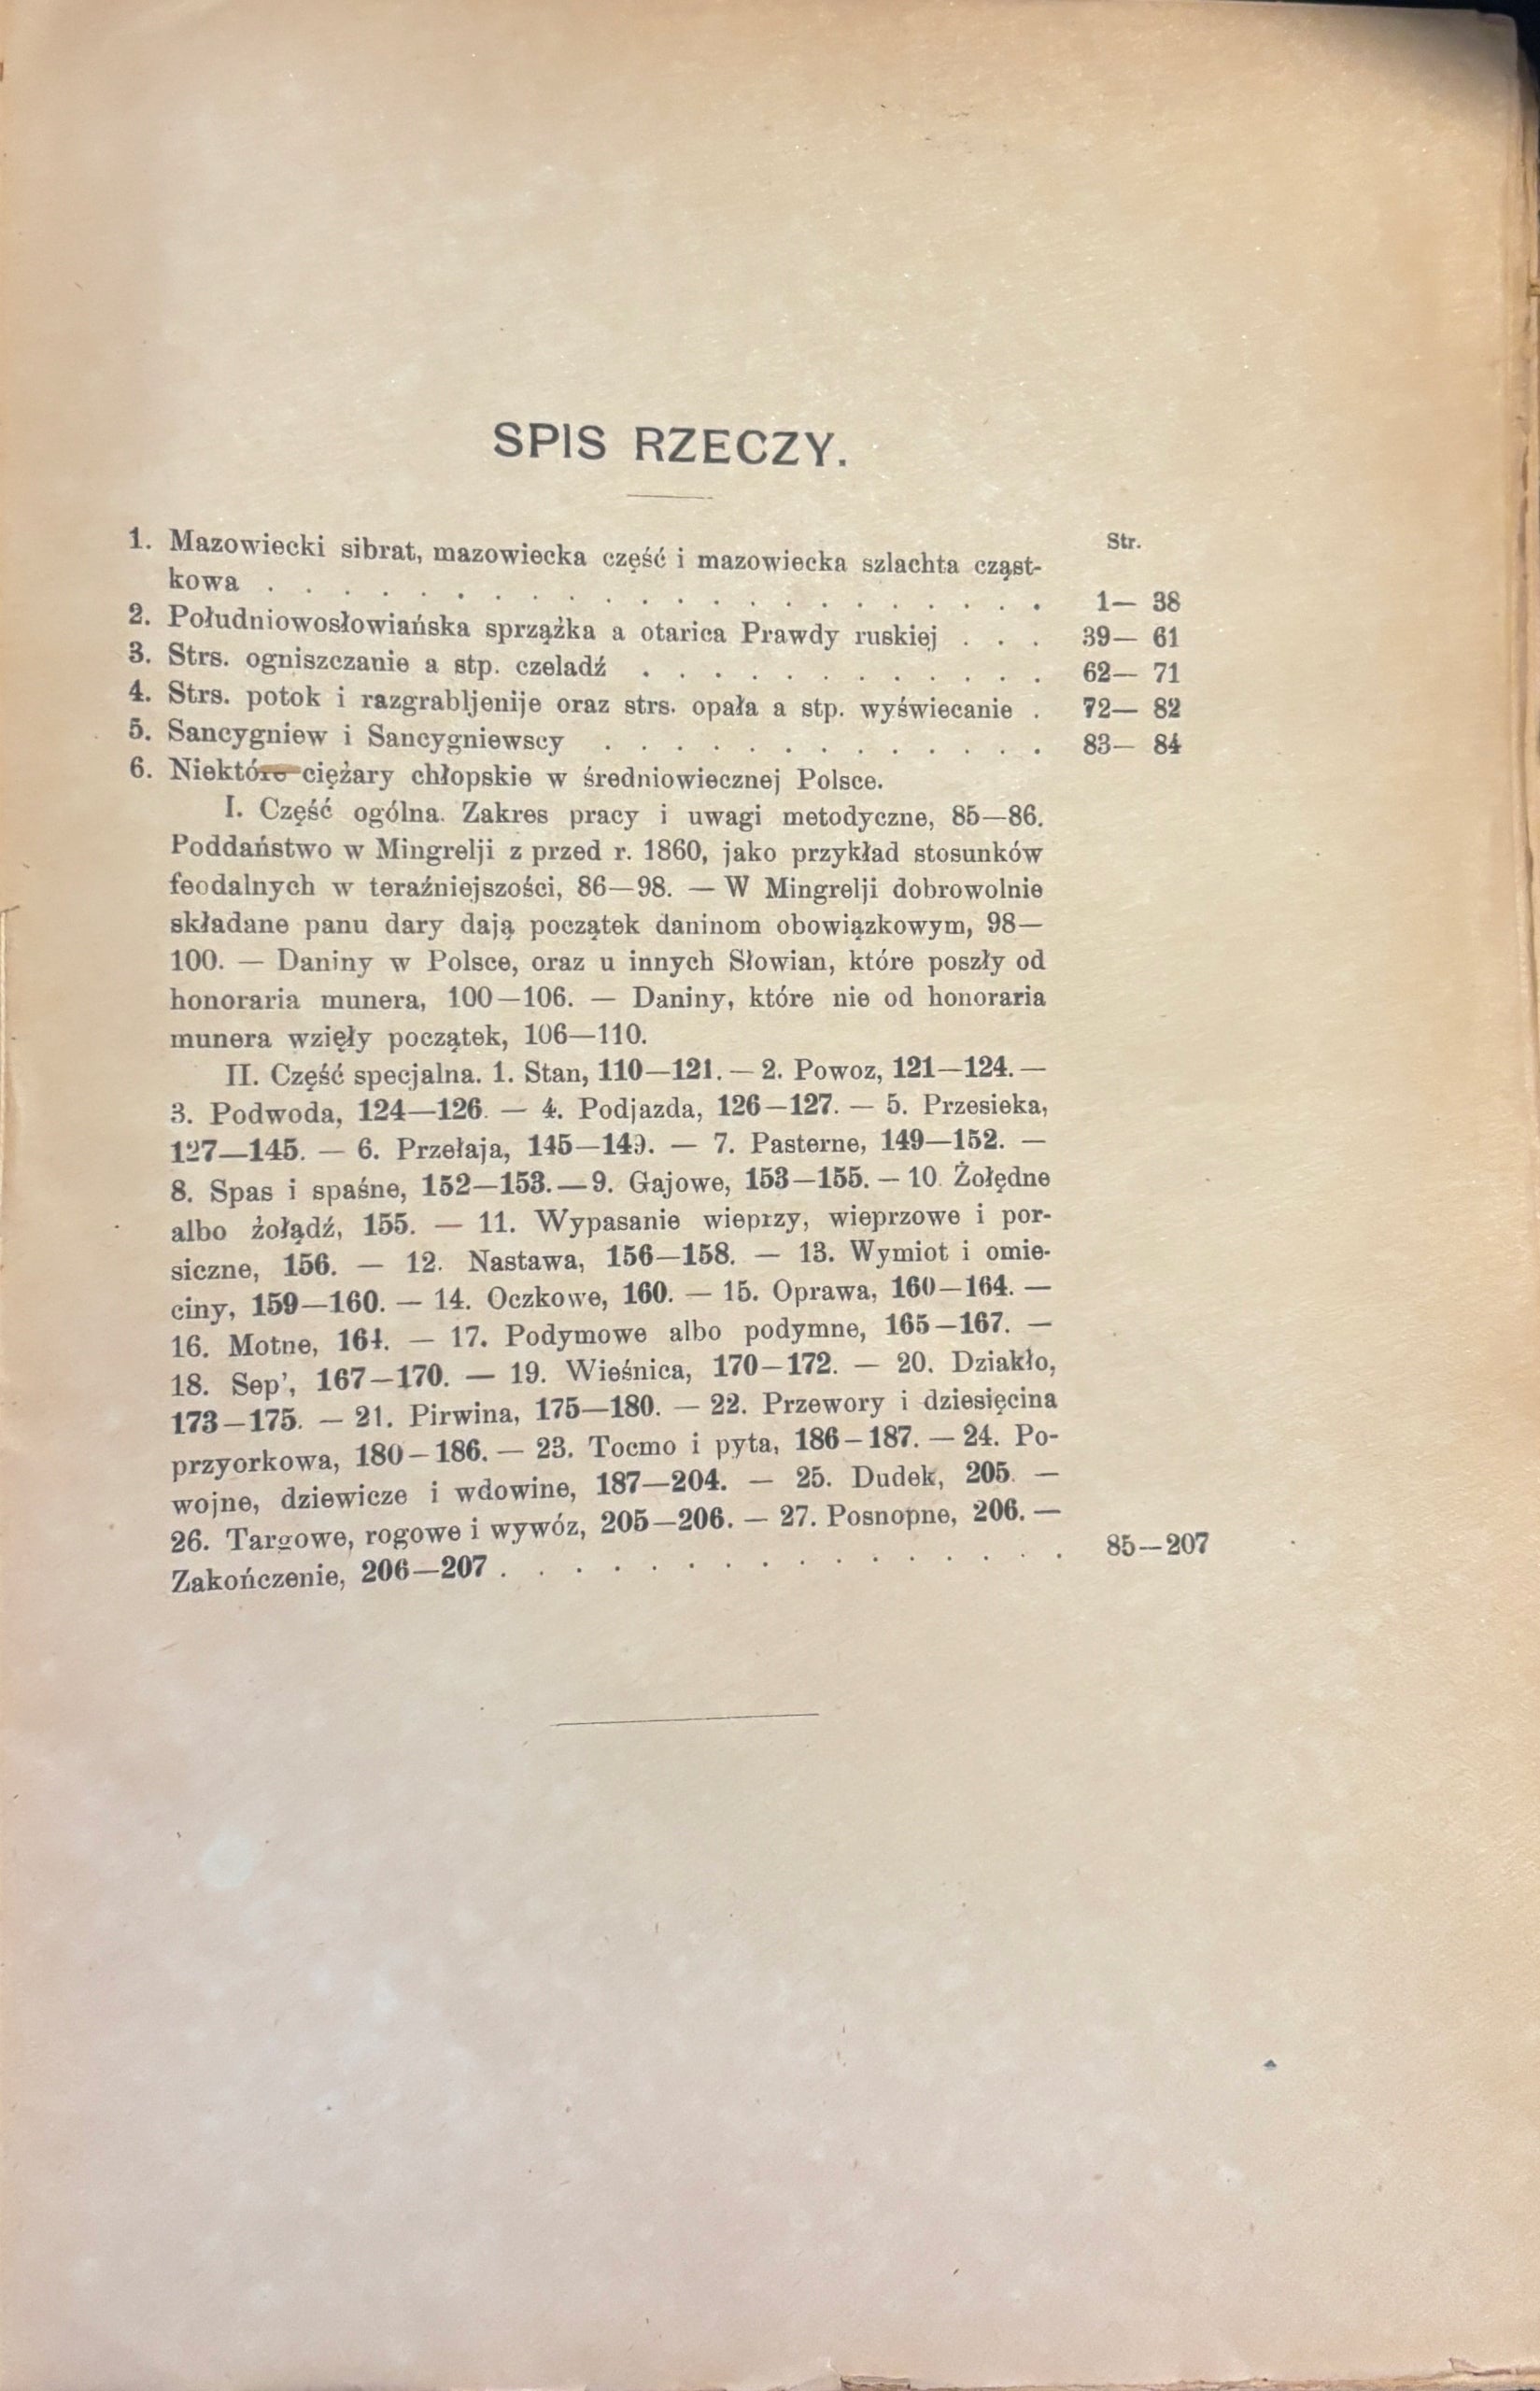 SPIS RZECZY.
Str.
1. Mazowiecki sibrat, mazowiecka część i mazowiecka szlachta cząst-
kowa . . . . . . . . . . . . . . . . . . . . . . 1— 38
2. Południowosłowiańska sprzążka a otarica Prawdy ruskiej . . . 39— 61
3. Strs. ogniszczanie a stp. czeladź . . . . . . . . . . . . 62— 71
4. Strs. potok i razgrabljenije oraz strs. opała a stp. wyświecanie . 72— 82
5. Sancygniew i Sancygniewscy . . . . . . . . . . . . . 83— 84
6. Niektóre ciężary chłopskie w średniowiecznej Polsce.
I. Część ogólna. Zakres pracy i uwagi metodyczne, 85—86.
Poddaństwo w Mingrelji z przed r. 1860, jako przykład stosunków
feodalnych w teraźniejszości, 86—98. — W Mingrelji dobrowolnie
składane panu dary dają początek daninom obowiązkowym, 98—
100. — Daniny w Polsce, oraz u innych Słowian, które poszły od
honoraria munera, 100—106. — Daniny, które nie od honoraria
munera wzięły początek, 106—110.
II. Część specjalna. 1. Stan, 110—121. — 2. Powoz, 121—124. —
3. Podwoda, 124—126. — 4. Podjazda, 126—127. — 5. Przesieka,
127—145. — 6. Przełaja, 145—149. — 7. Pasterne, 149—152. —
8. Spas i spaśne, 152—153. — 9. Gajowe, 153—155. — 10. Żołędne
albo żołądź, 155. — 11. Wypasanie wieprzy, wieprzowe i por-
siczne, 156. — 12. Nastawa, 156—158. — 13. Wymiot i omie-
ciny, 159—160. — 14. Oczkowe, 160. — 15. Oprawa, 160—164. —
16. Motne, 164. — 17. Podymowe albo podymne, 165—167. —
18. Sep', 167—170. — 19. Wieśnica, 170—172. — 20. Dziakło,
173—175. — 21. Pirwina, 175—180. — 22. Przewory i dziesięcina
przyorkowa, 180—186. — 23. Tocmo i pyta, 186—187. — 24. Po-
wojne, dziewicze i wdowine, 187—204. — 25. Dudek, 205. —
26. Targowe, rogowe i wywóz, 205—206. — 27. Posnopne, 206. —
Zakończenie, 206—207 . . . . . . . . . . . . . . . . 85—207